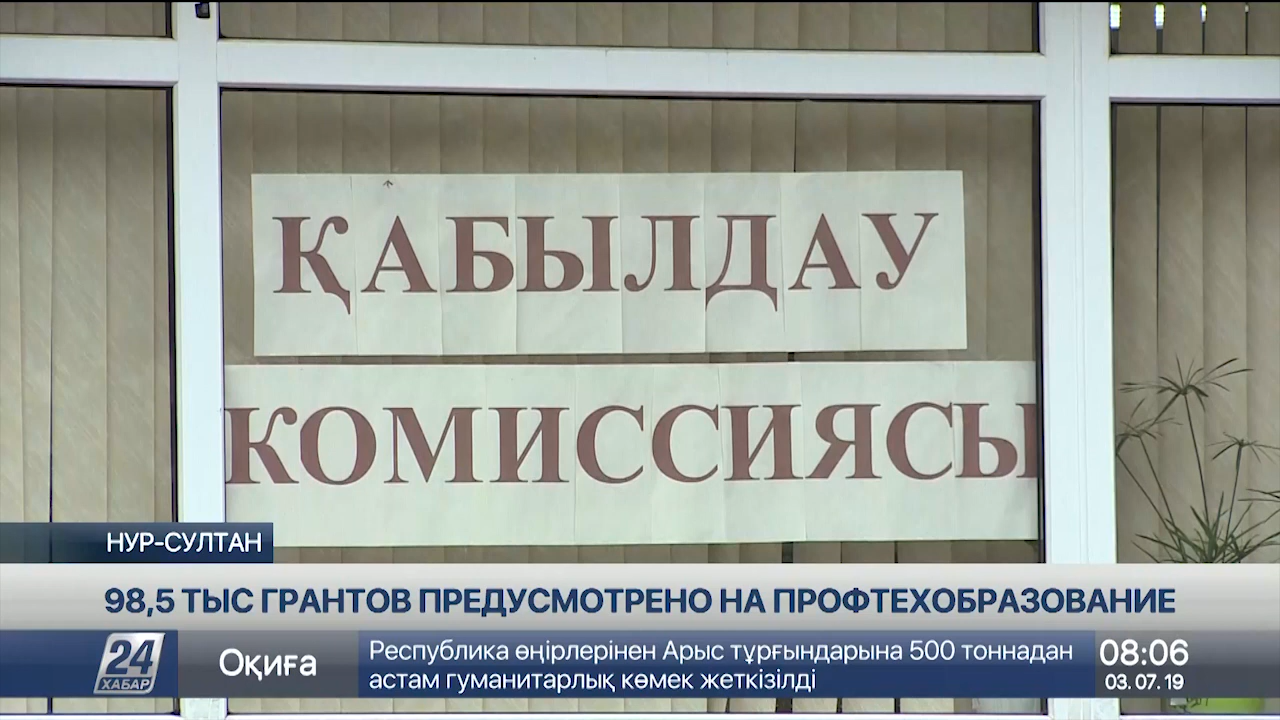 ҚАБЫЛДАУ
КОМИССИЯСЫ
НУР-СУЛТАН
98,5 ТЫС ГРАНТОВ ПРЕДУСМОТРЕНО НА ПРОФТЕХОБРАЗОВАНИЕ
24
ХАБАР
Оқиға
Республика өңірлерінен Арыс тұрғындарына 500 тоннадан
астам гуманитарлық көмек жеткізілді
08:06
03.07.19